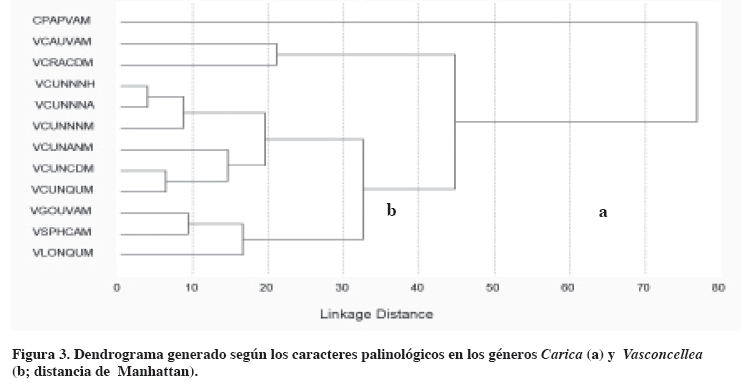 CPAPVAM
VCAUVAM
VCRACDM
VCUNNNH
VCUNNNA
VCUNNNM
VCUNANM
VCUNCDM
VCUNQUM
VGOUVAM
VSPHCAM
VLONQUM
b
a
0 10 20 30 40 50 60 70 80
Linkage Distance
Figura 3. Dendrograma generado según los caracteres palinológicos en los géneros Carica (a) y Vasconcellea
(b; distancia de Manhattan).